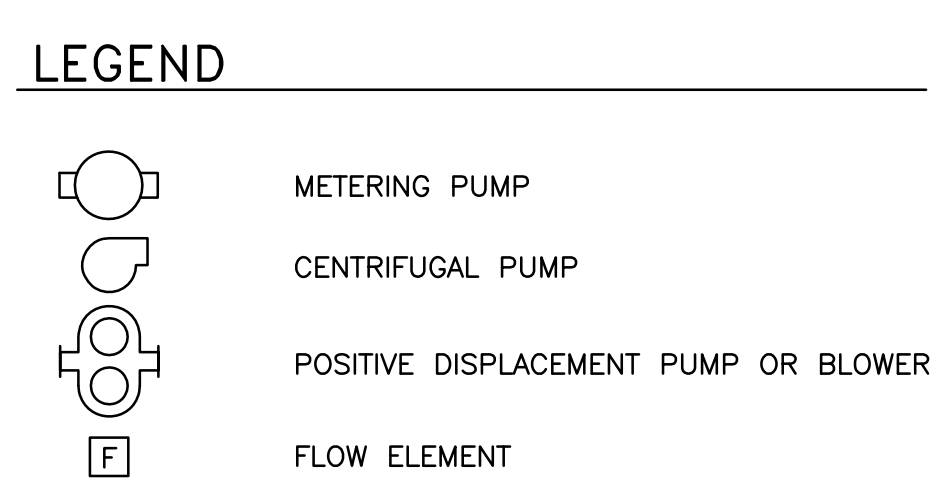 LEGEND
METERING PUMP
CENTRIFUGAL PUMP
POSITIVE DISPLACEMENT PUMP OR BLOWER
F FLOW ELEMENT